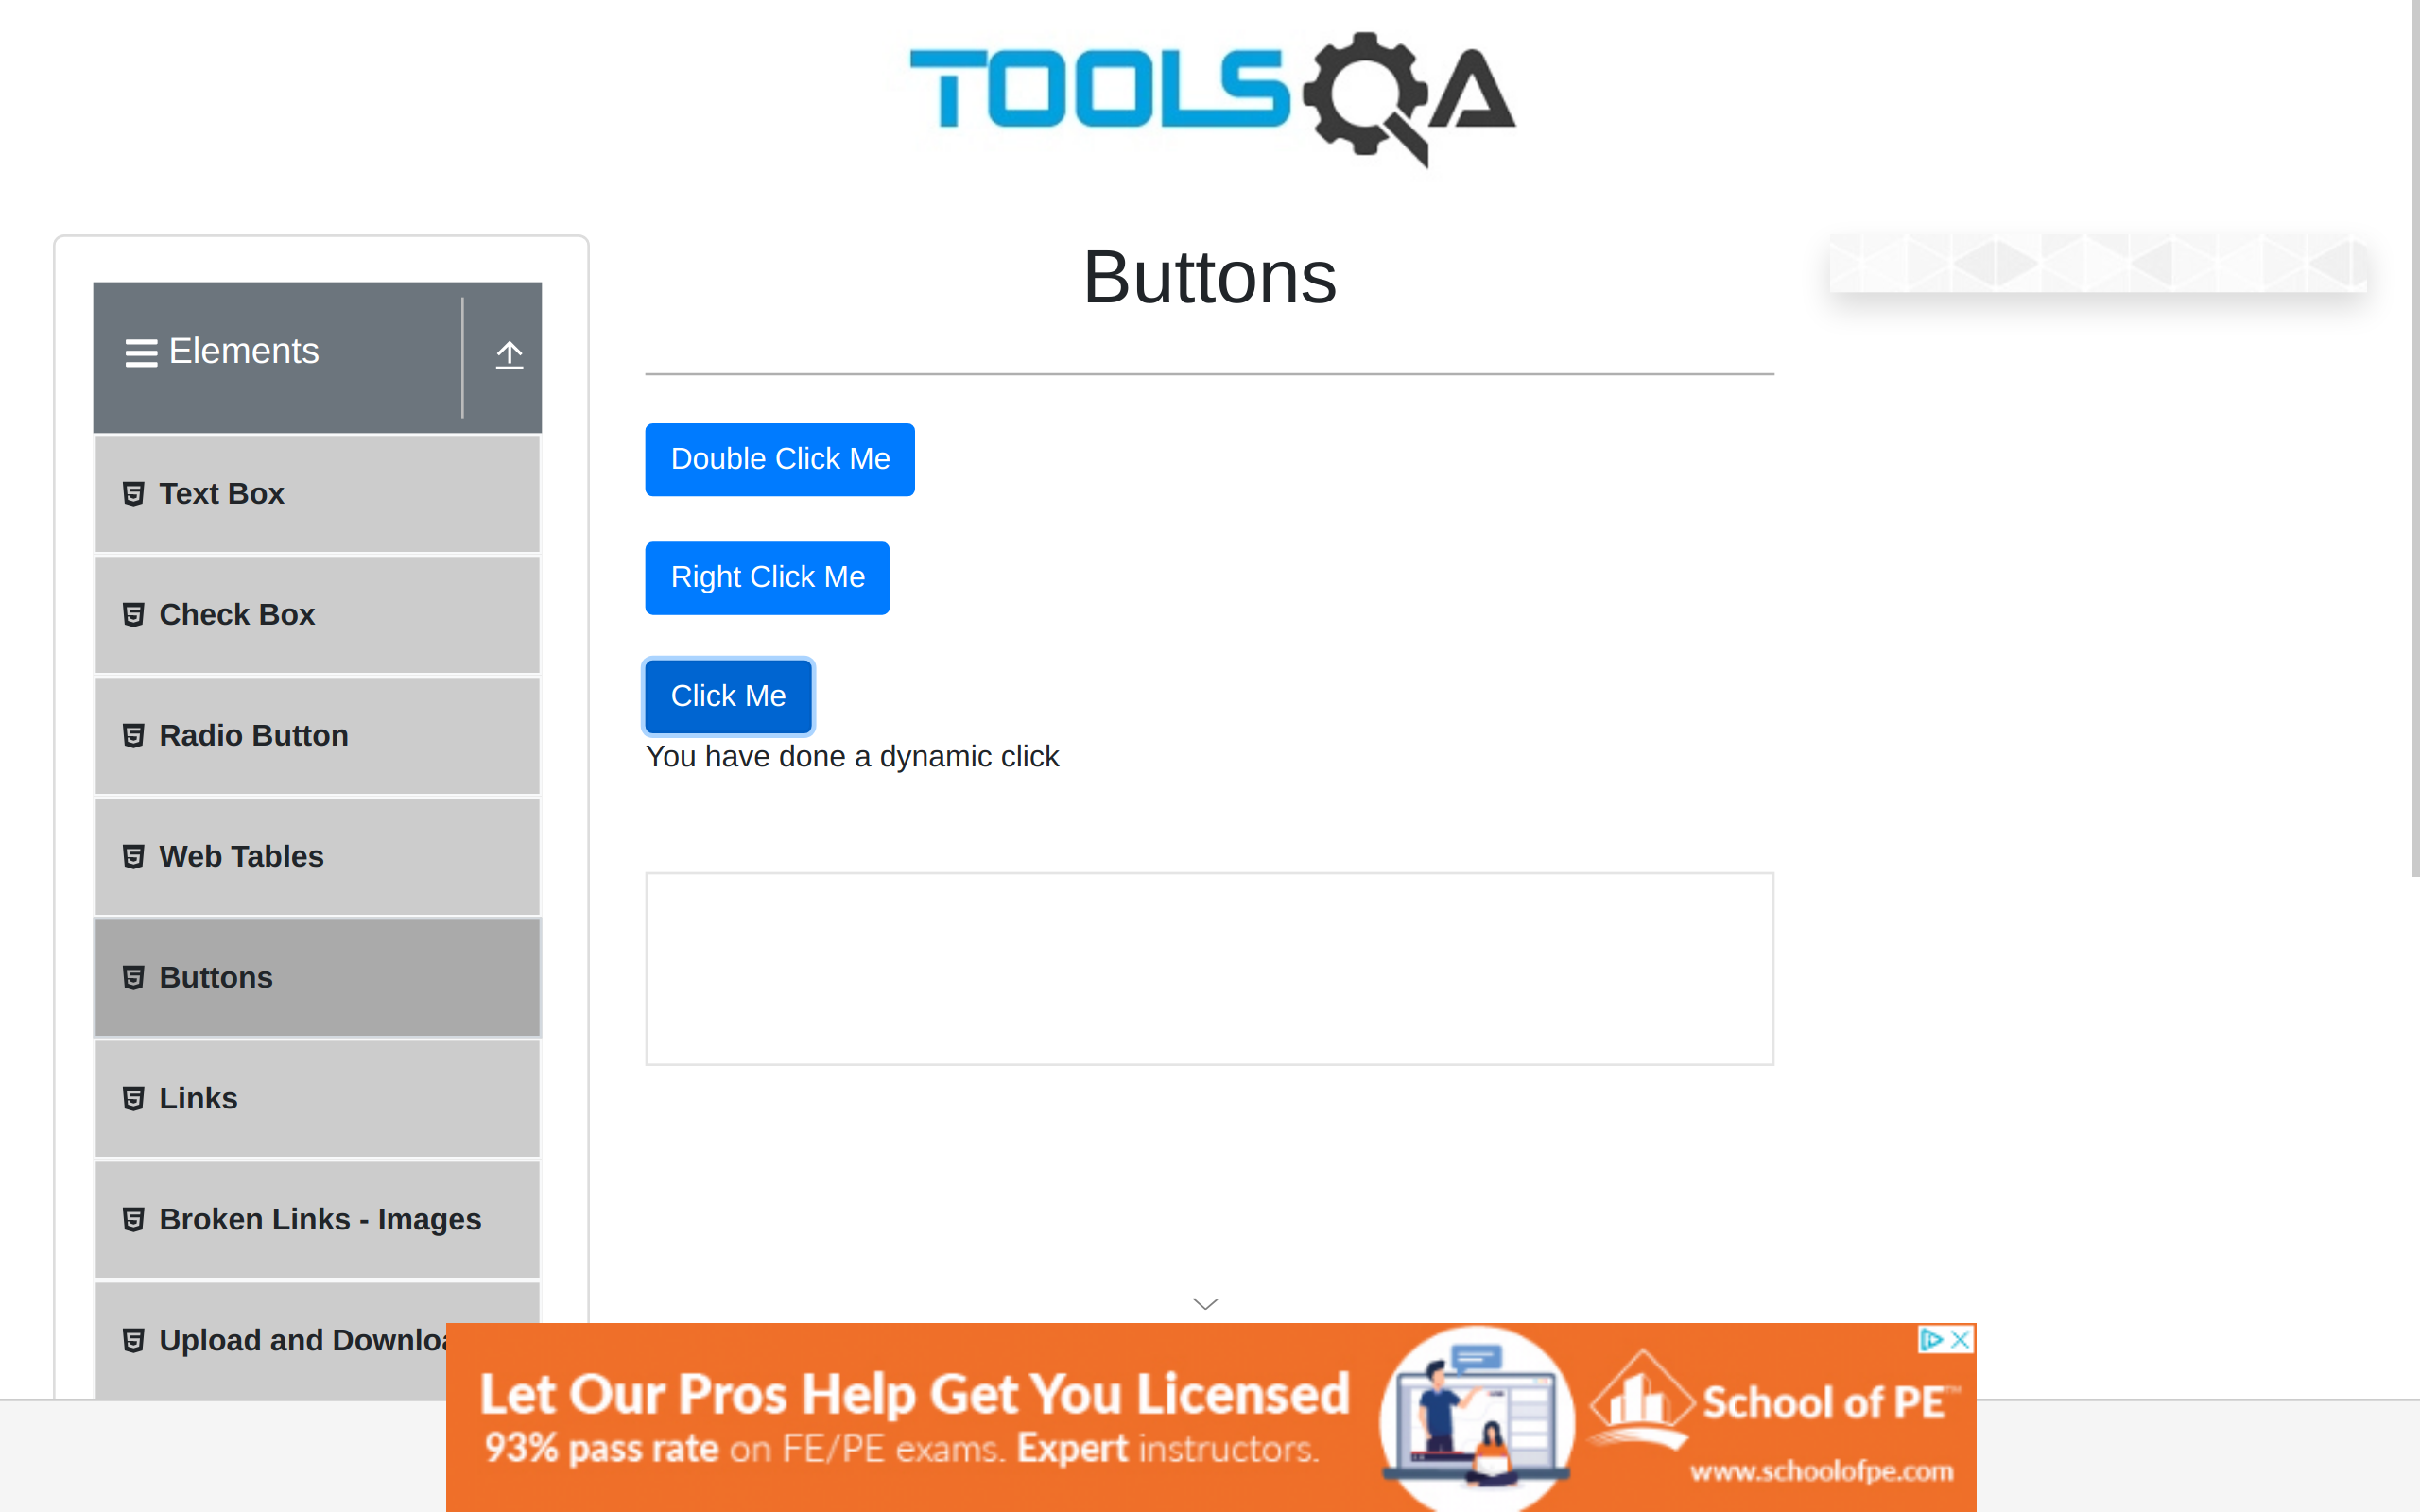 TOOLSQA
Buttons
Elements
Text Box
Check Box
Radio Button
Web Tables
Buttons
Links
Broken Links - Images
Upload and Downloa
Double Click Me
Right Click Me
Click Me
You have done a dynamic click
Let Our Pros Help Get You Licensed
93% pass rate on FE/PE exams. Expert instructors.
School of PE™
www.schoolofpe.com